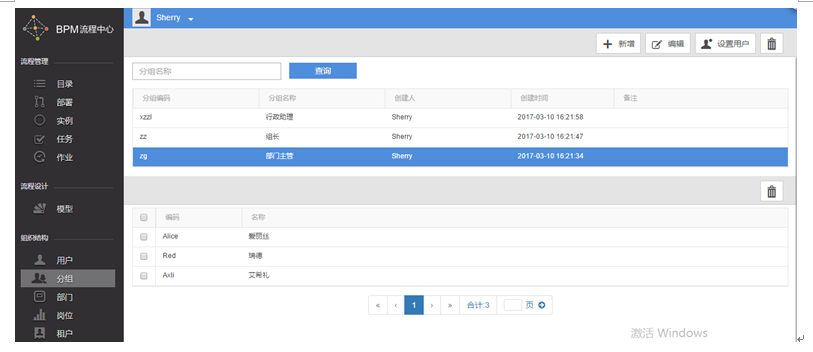 BPM流程中心
Sherry
流程管理
目录
部署
实例
任务
作业
流程设计
模型
组织结构
用户
分组
部门
岗位
租户
新增 编辑 设置用户
分组名称 查询
分组编码 分组名称 创建人 创建时间 备注
xzzl 行政助理 Sherry 2017-03-10 16:21:58
zz 组长 Sherry 2017-03-10 16:21:47
zg 部门主管 Sherry 2017-03-10 16:21:34
编码 名称
Alice 爱丽丝
Red 瑞德
Axli 艾希礼
« ‹ 1 › » 合计:3 页
激活 Windows